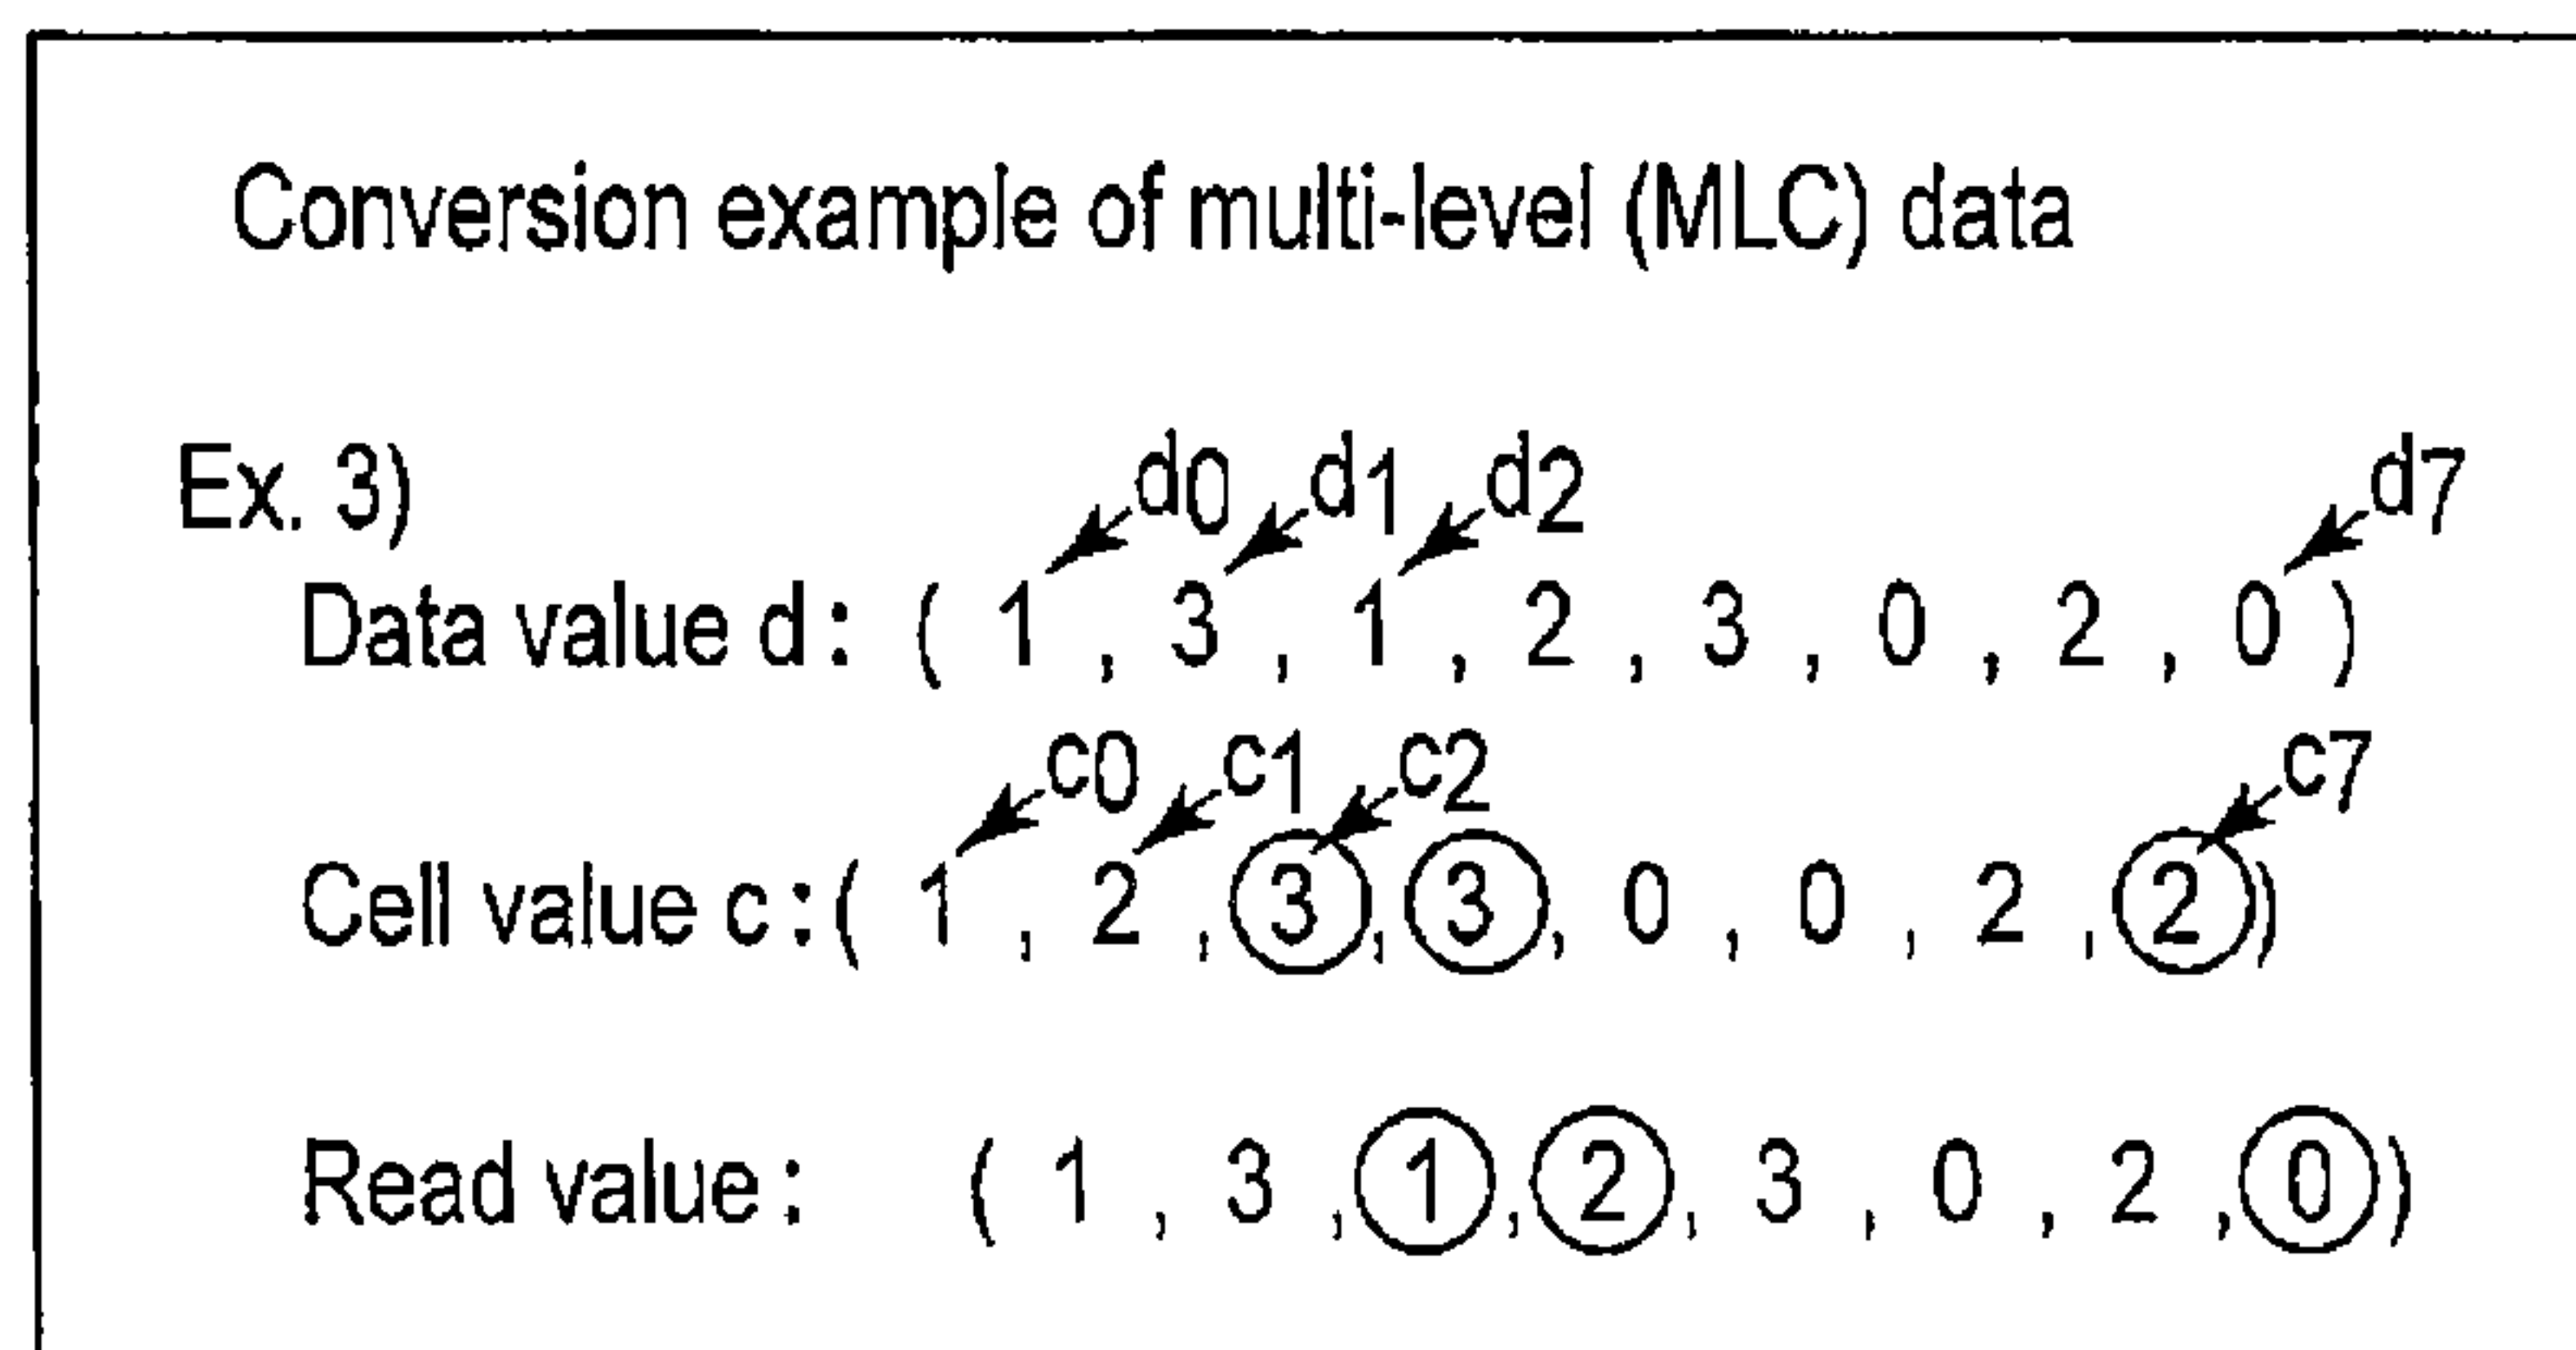 Conversion example of multi-level (MLC) data
Ex. 3)
d0 d1 d2 d7
Data value d : ( 1 , 3 , 1 , 2 , 3 , 0 , 2 , 0 )
c0 c1 c2 c7
Cell value c : ( 1 , 2 , 3 , 3 , 0 , 0 , 2 , 2 )
Read value : ( 1 , 3 , 1 , 2 , 3 , 0 , 2 , 0 )